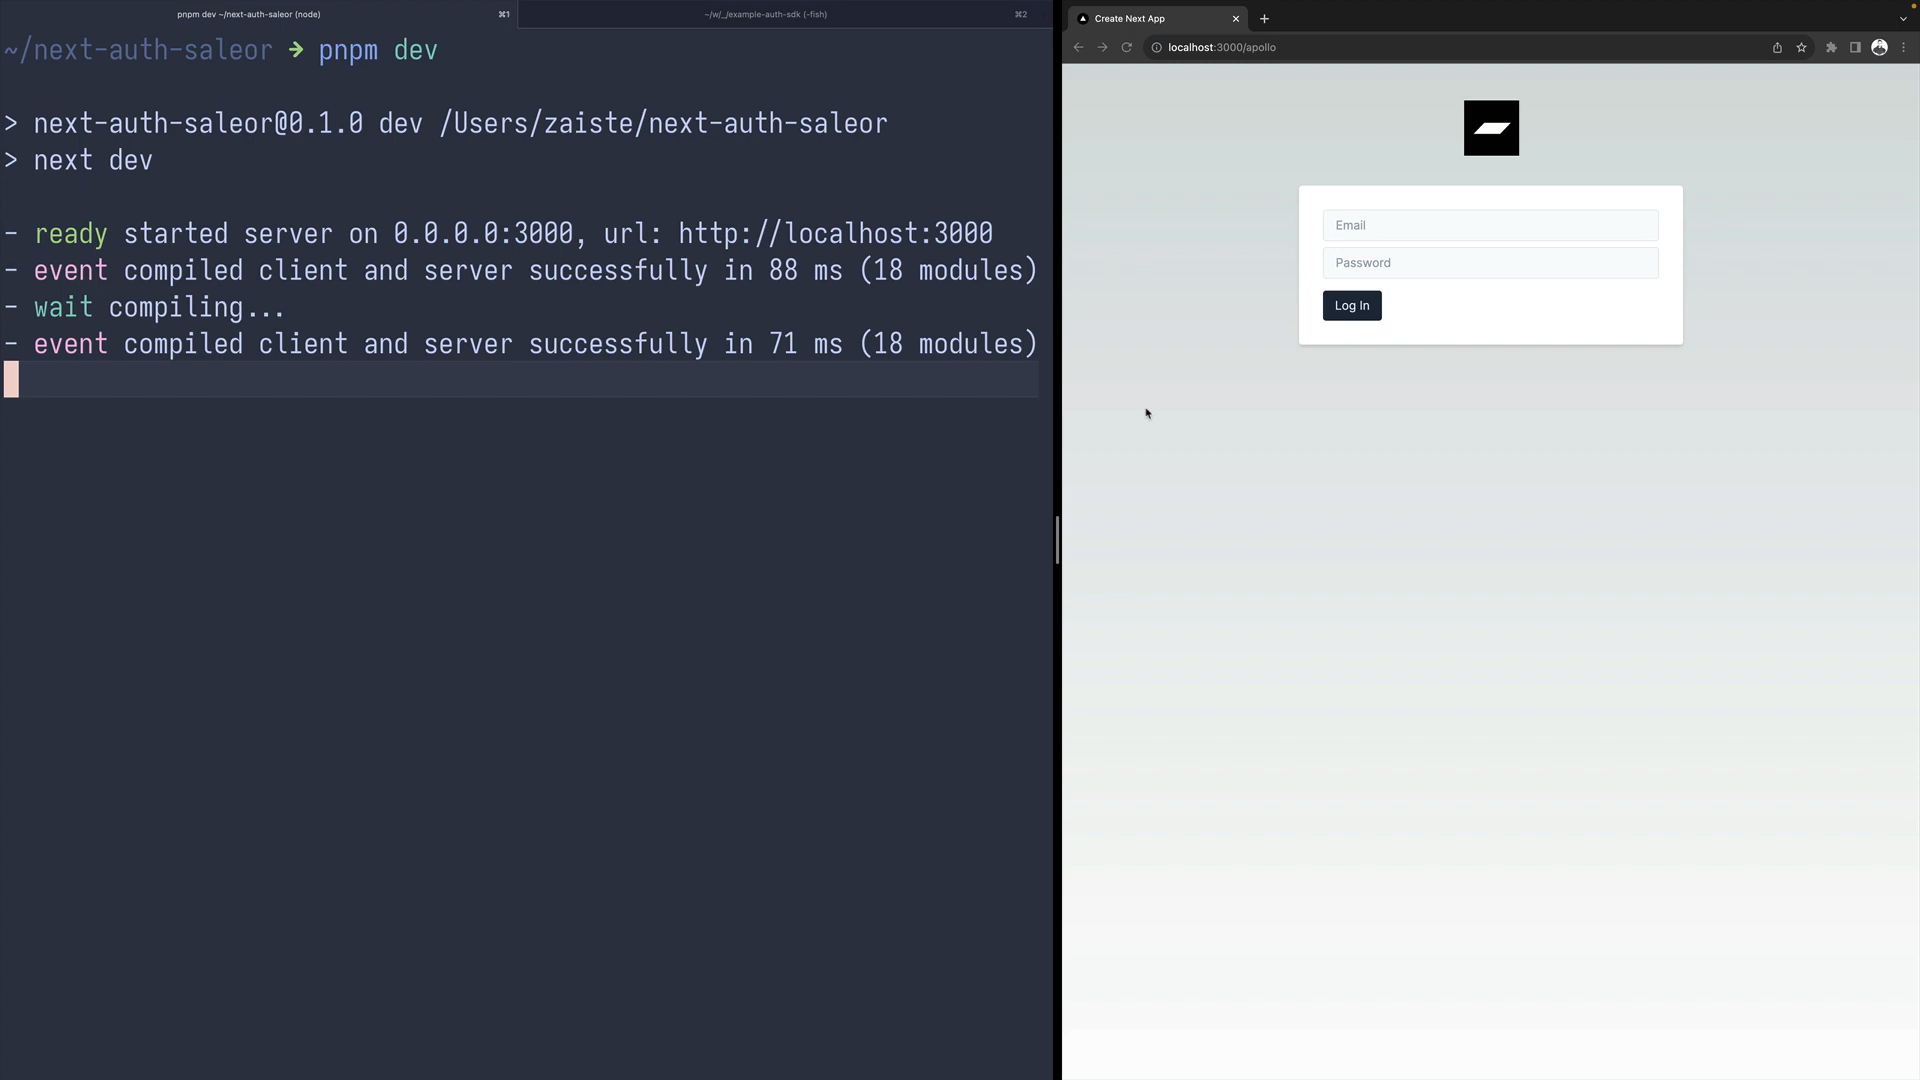 pnpm dev ~/next-auth-saleor (node)
⌘1
~/w/_/example-auth-sdk (-fish)
⌘2
~/next-auth-saleor ➜ pnpm dev
> next-auth-saleor@0.1.0 dev /Users/zaiste/next-auth-saleor
> next dev
- ready started server on 0.0.0.0:3000, url: http://localhost:3000
- event compiled client and server successfully in 88 ms (18 modules)
- wait compiling...
- event compiled client and server successfully in 71 ms (18 modules)
Create Next App
localhost:3000/apollo
Email
Password
Log In